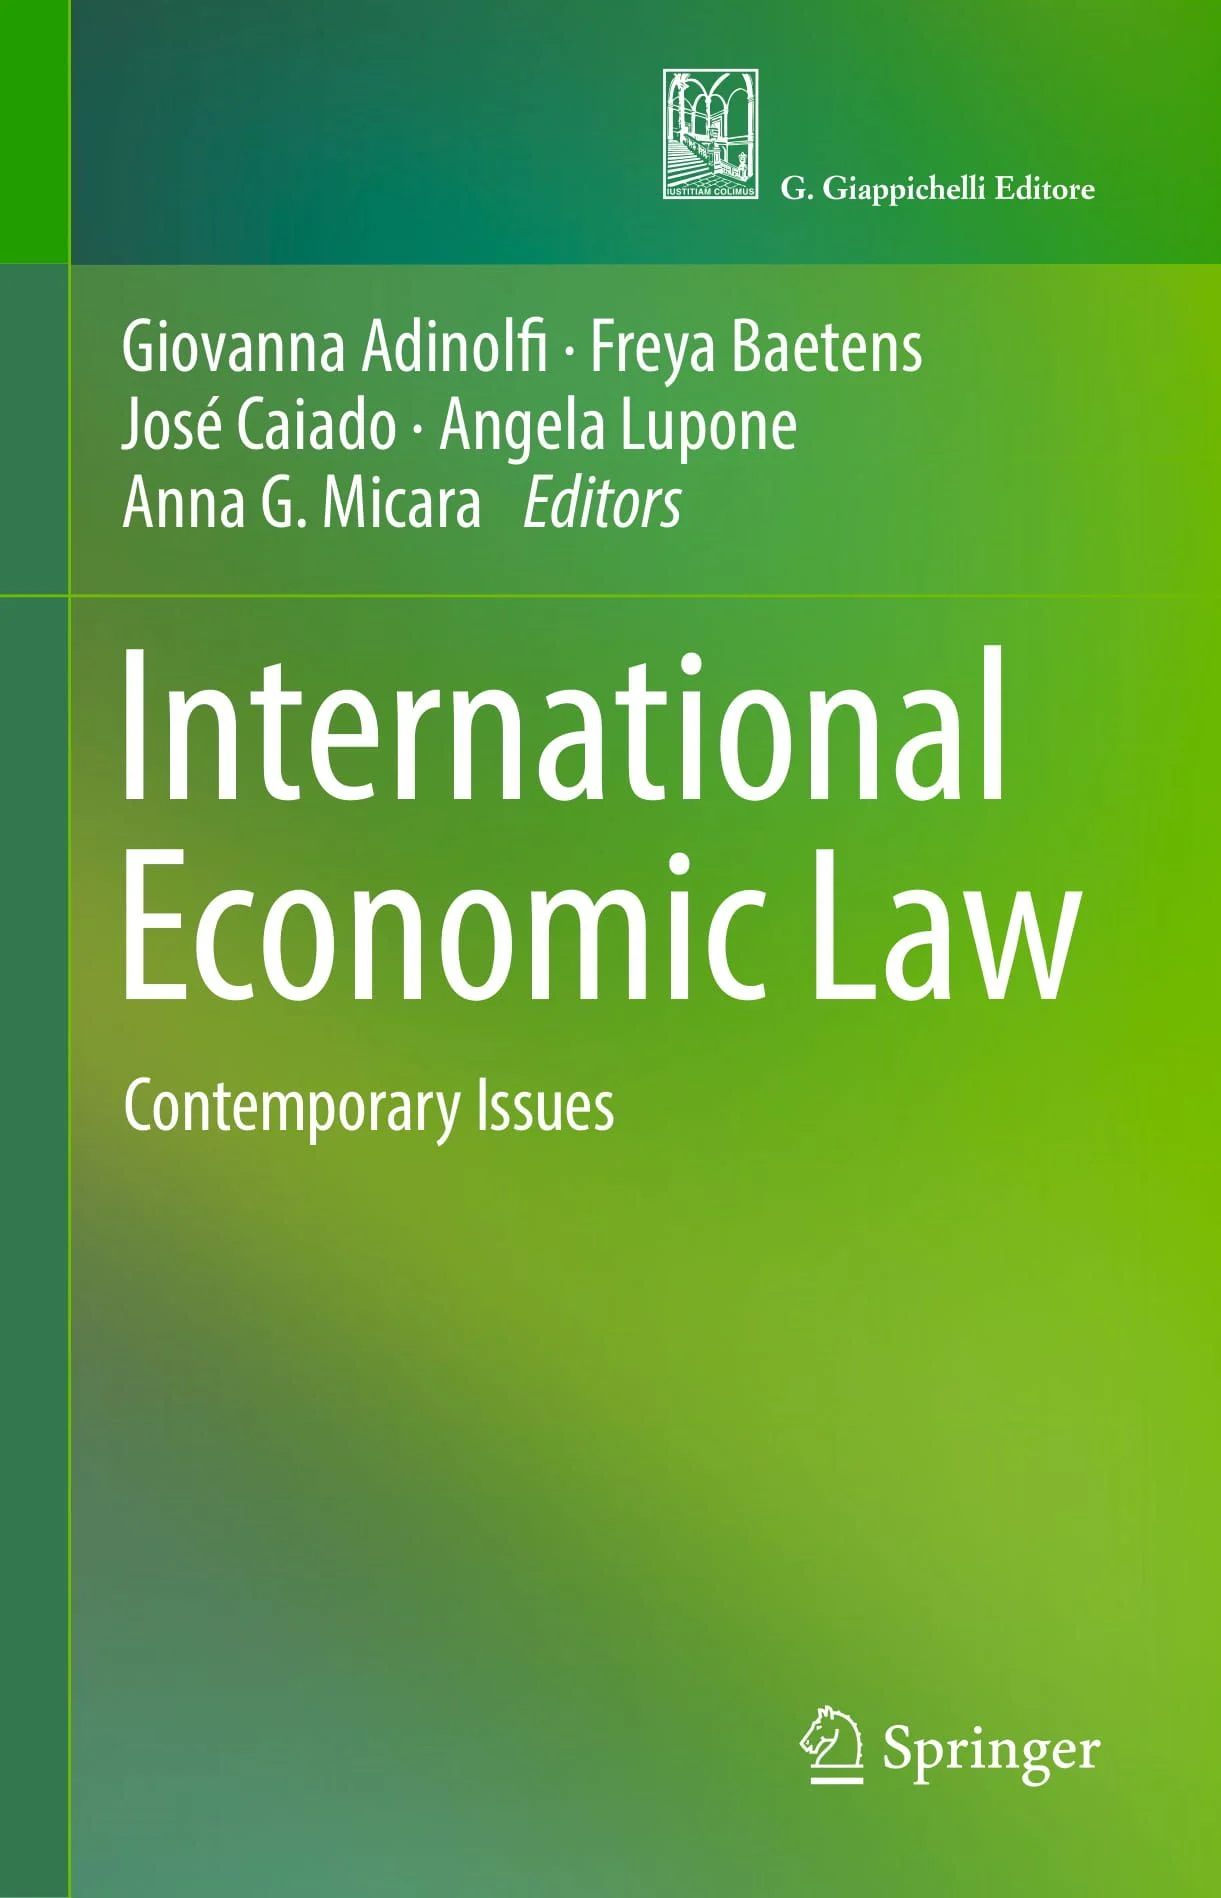 IUSTITIAM COLIMUS
G. Giappichelli Editore
Giovanna Adinolfi · Freya Baetens
José Caiado · Angela Lupone
Anna G. Micara Editors
International
Economic Law
Contemporary Issues
Springer